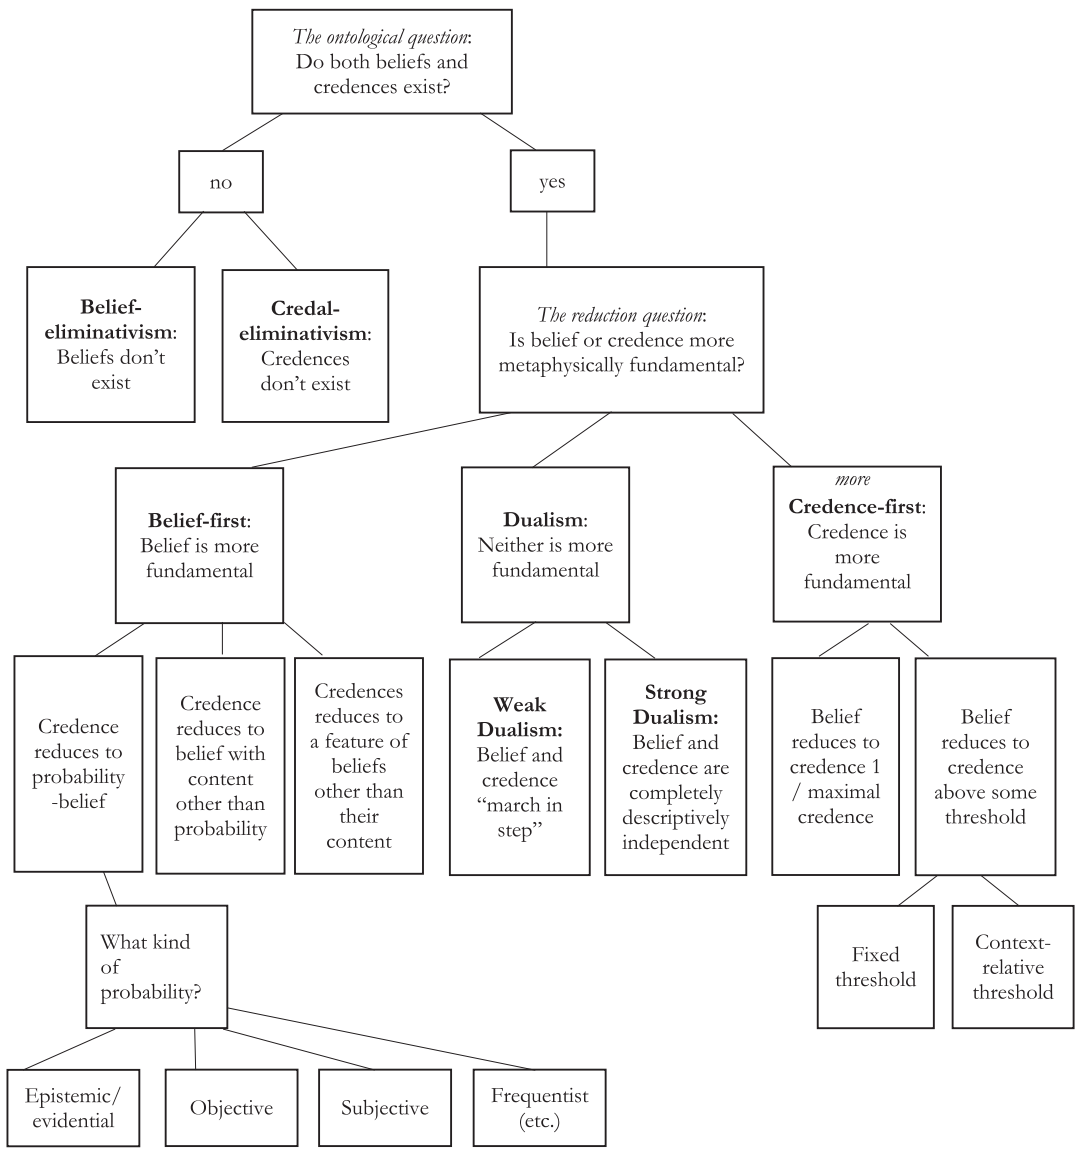 The ontological question:
Do both beliefs and
credences exist?
no
yes
Belief-
eliminativism:
Beliefs don’t
exist
Credal-
eliminativism:
Credences
don’t exist
The reduction question:
Is belief or credence more
metaphysically fundamental?
Belief-first:
Belief is more
fundamental
Dualism:
Neither is more
fundamental
more
Credence-first:
Credence is
more
fundamental
Credence
reduces to
probability
-belief
Credence
reduces to
belief with
content
other than
probability
Credences
reduces to
a feature of
beliefs
other than
their
content
Weak
Dualism:
Belief and
credence
“march in
step”
Strong
Dualism:
Belief and
credence are
completely
descriptively
independent
Belief
reduces to
credence 1
/ maximal
credence
Belief
reduces to
credence
above some
threshold
What kind
of
probability?
Fixed
threshold
Context-
relative
threshold
Epistemic/
evidential
Objective
Subjective
Frequentist
(etc.)